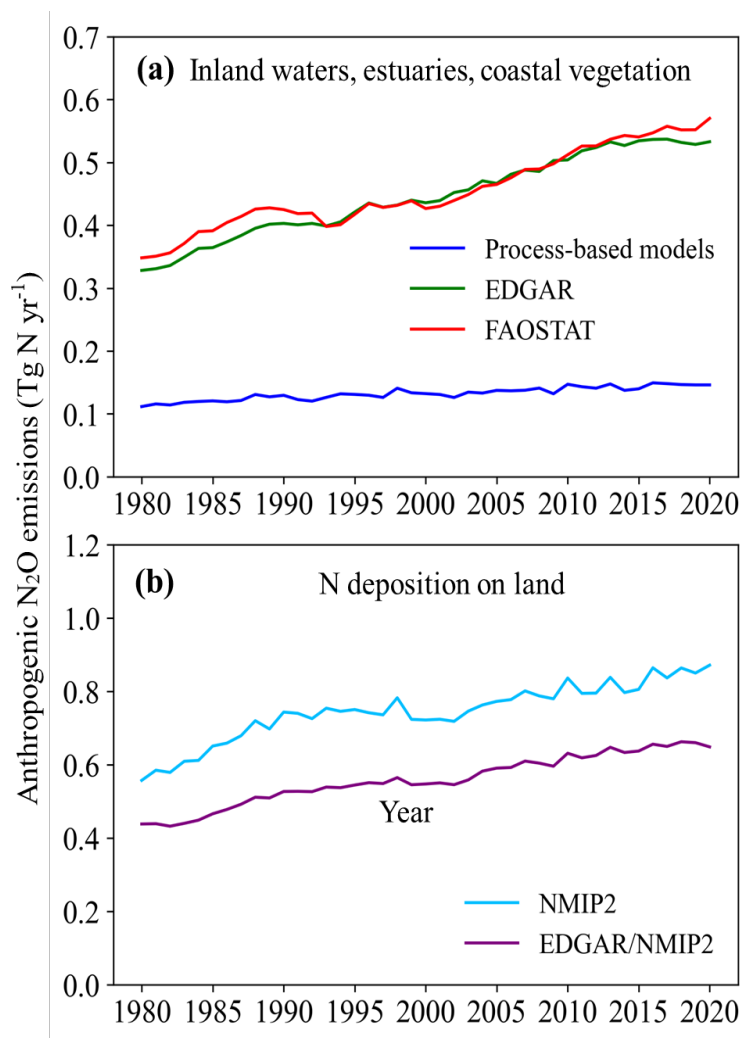 Anthropogenic N₂O emissions (Tg N yr⁻¹)
(a) Inland waters, estuaries, coastal vegetation
0.7
0.6
0.5
0.4
0.3
0.2
0.1
0.0
Process-based models
EDGAR
FAOSTAT
1980 1985 1990 1995 2000 2005 2010 2015 2020
(b) N deposition on land
1.2
1.0
0.8
0.6
0.4
0.2
0.0
Year
NMIP2
EDGAR/NMIP2
1980 1985 1990 1995 2000 2005 2010 2015 2020